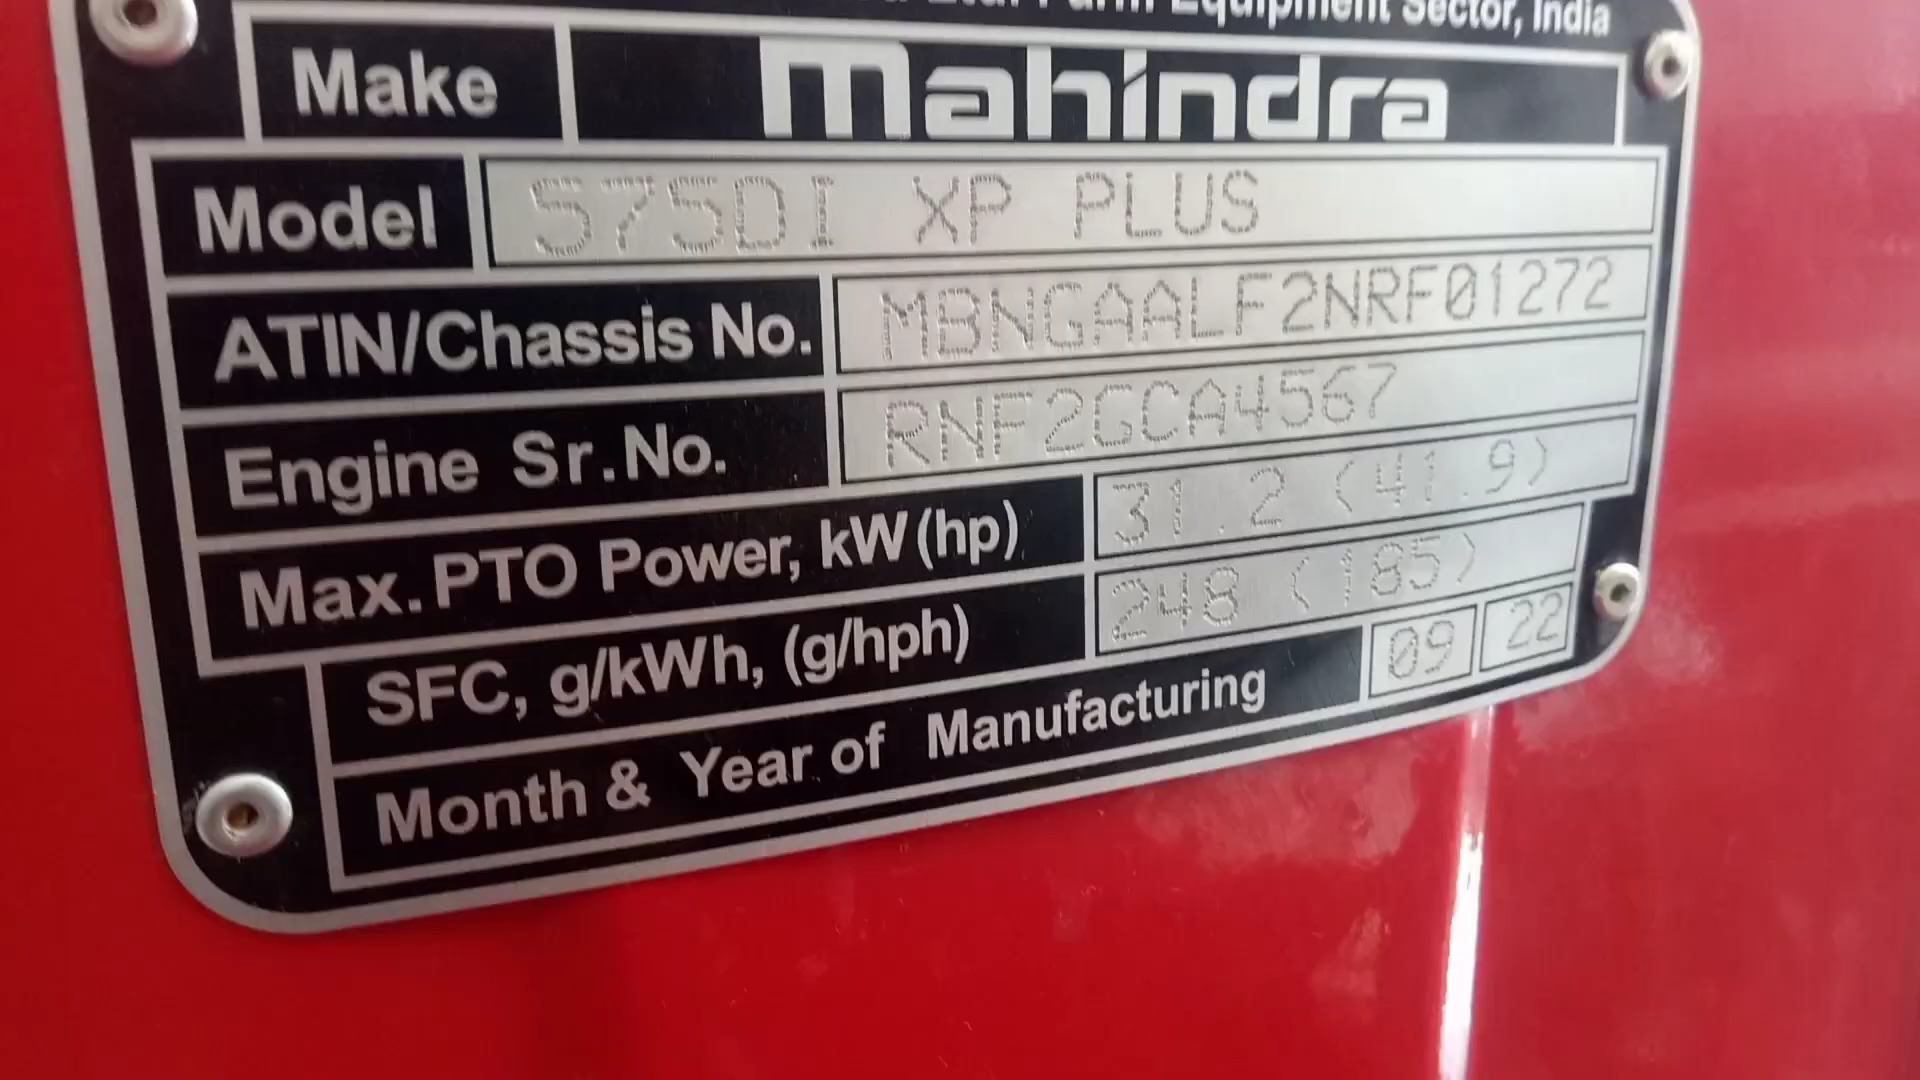 Ltd. Farm Equipment Sector, India
Make mahindra
Model 575DI XP PLUS
ATIN/Chassis No. MBNGAALF2NRF01272
Engine Sr.No. RNF2GCA4567
Max.PTO Power, kW(hp) 31.2 (41.9)
SFC, g/kWh, (g/hph) 248 (185)
Month & Year of Manufacturing 09 22